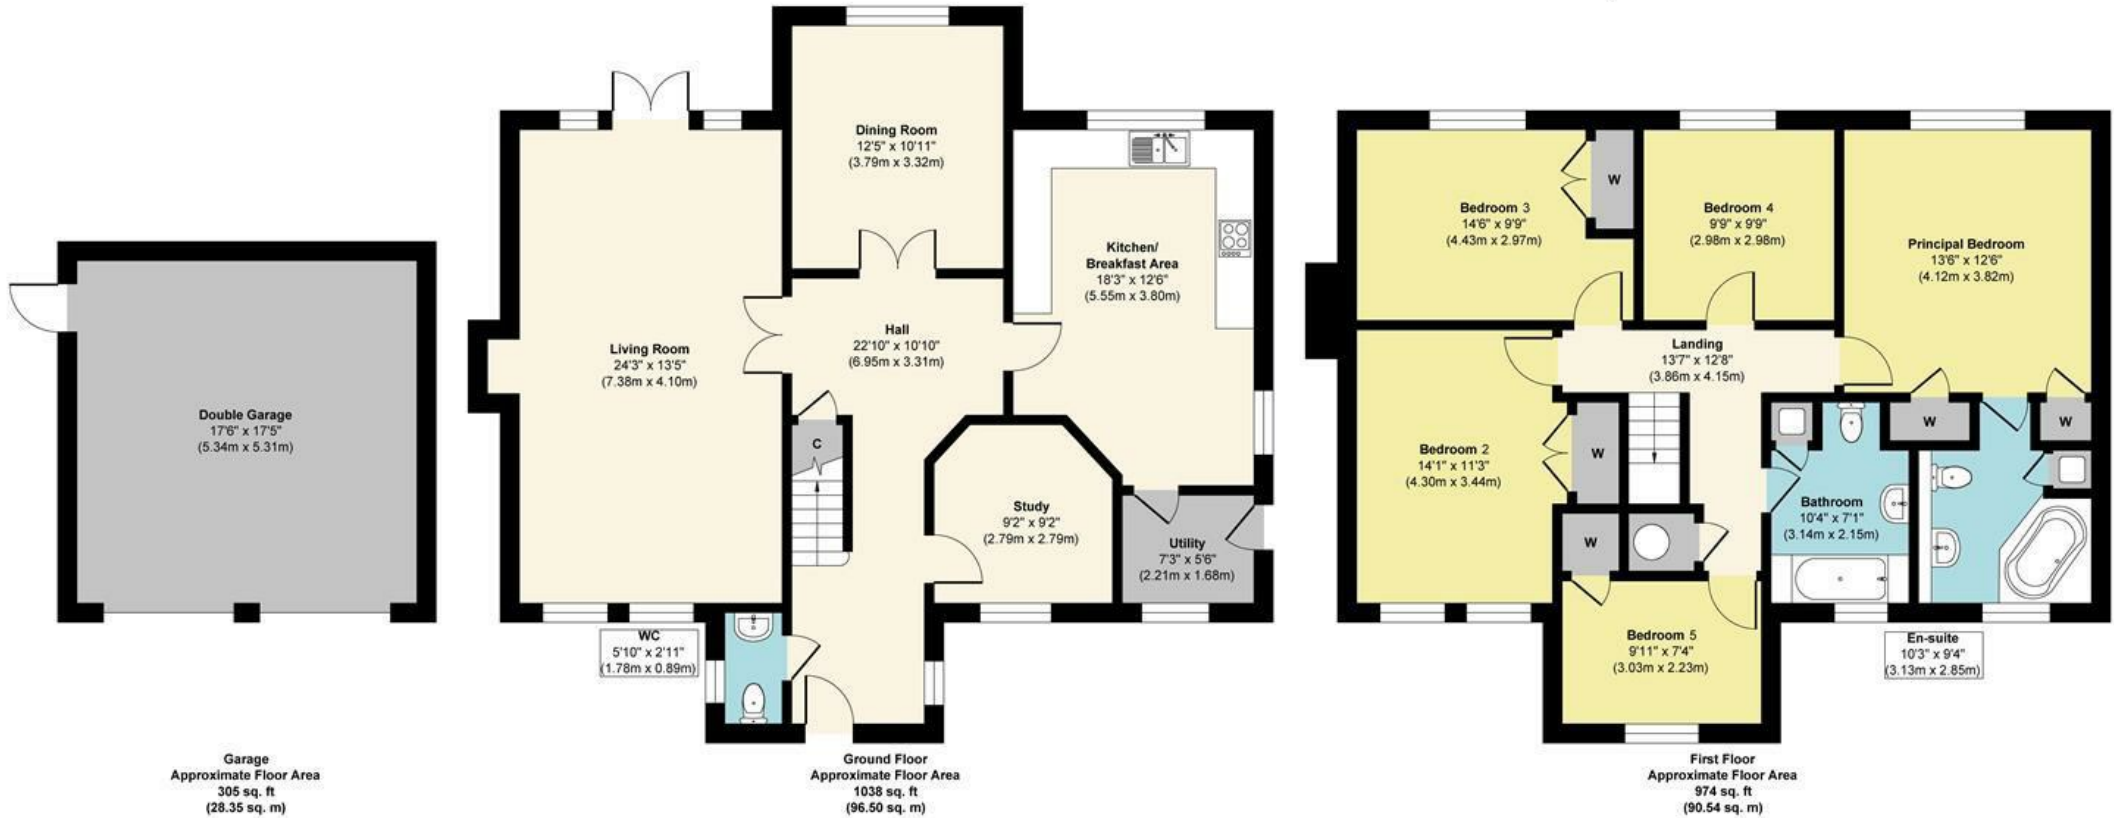 Double Garage
17'6" x 17'5"
(5.34m x 5.31m)
Garage
Approximate Floor Area
305 sq. ft
(28.35 sq. m)
Dining Room
12'5" x 10'11"
(3.79m x 3.32m)
Kitchen/
Breakfast Area
18'3" x 12'6"
(5.55m x 3.80m)
Living Room
24'3" x 13'5"
(7.38m x 4.10m)
Hall
22'10" x 10'10"
(6.95m x 3.31m)
C
Study
9'2" x 9'2"
(2.79m x 2.79m)
Utility
7'3" x 5'6"
(2.21m x 1.68m)
WC
5'10" x 2'11"
(1.78m x 0.89m)
Ground Floor
Approximate Floor Area
1038 sq. ft
(96.50 sq. m)
Bedroom 3
14'6" x 9'9"
(4.43m x 2.97m)
W
Bedroom 4
9'9" x 9'9"
(2.98m x 2.98m)
Principal Bedroom
13'6" x 12'6"
(4.12m x 3.82m)
Landing
13'7" x 12'8"
(3.86m x 4.15m)
Bedroom 2
14'1" x 11'3"
(4.30m x 3.44m)
W
W
W
W
Bathroom
10'4" x 7'1"
(3.14m x 2.15m)
Bedroom 5
9'11" x 7'4"
(3.03m x 2.23m)
En-suite
10'3" x 9'4"
(3.13m x 2.85m)
First Floor
Approximate Floor Area
974 sq. ft
(90.54 sq. m)